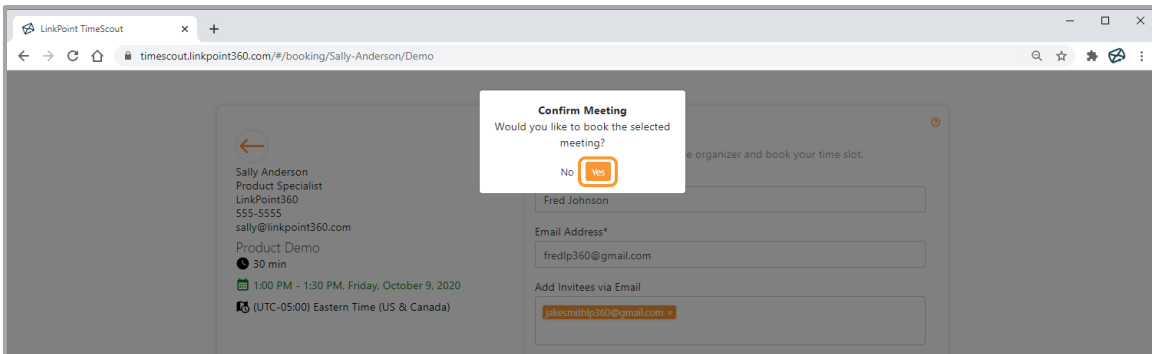 LinkPoint TimeScout
timescout.linkpoint360.com/#/booking/Sally-Anderson/Demo
Confirm Meeting
Would you like to book the selected
meeting?
No Yes
e organizer and book your time slot.
Sally Anderson
Product Specialist
LinkPoint360
555-5555
sally@linkpoint360.com
Product Demo
30 min
1:00 PM - 1:30 PM, Friday, October 9, 2020
(UTC-05:00) Eastern Time (US & Canada)
Fred Johnson
Email Address*
fredlp360@gmail.com
Add Invitees via Email
jakesmithlp360@gmail.com ×